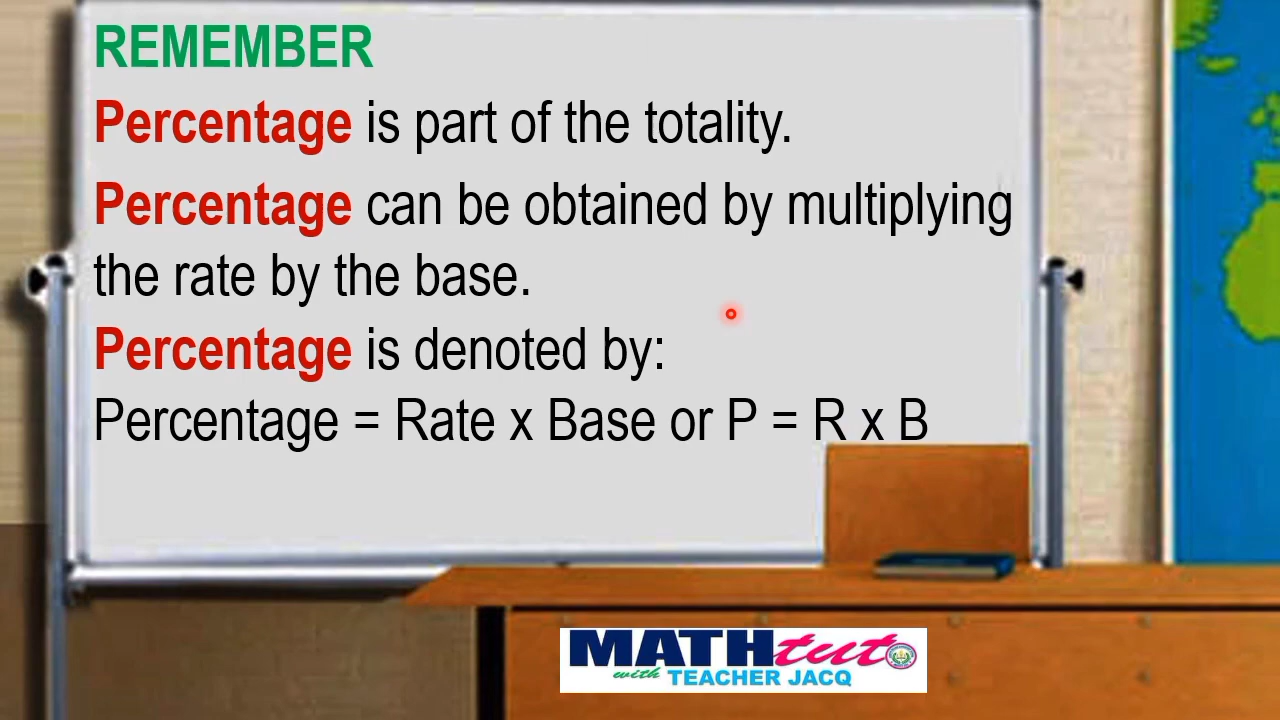 REMEMBER
Percentage is part of the totality.
Percentage can be obtained by multiplying
the rate by the base.
Percentage is denoted by:
Percentage = Rate x Base or P = R x B
MATHtuto
with TEACHER JACQ